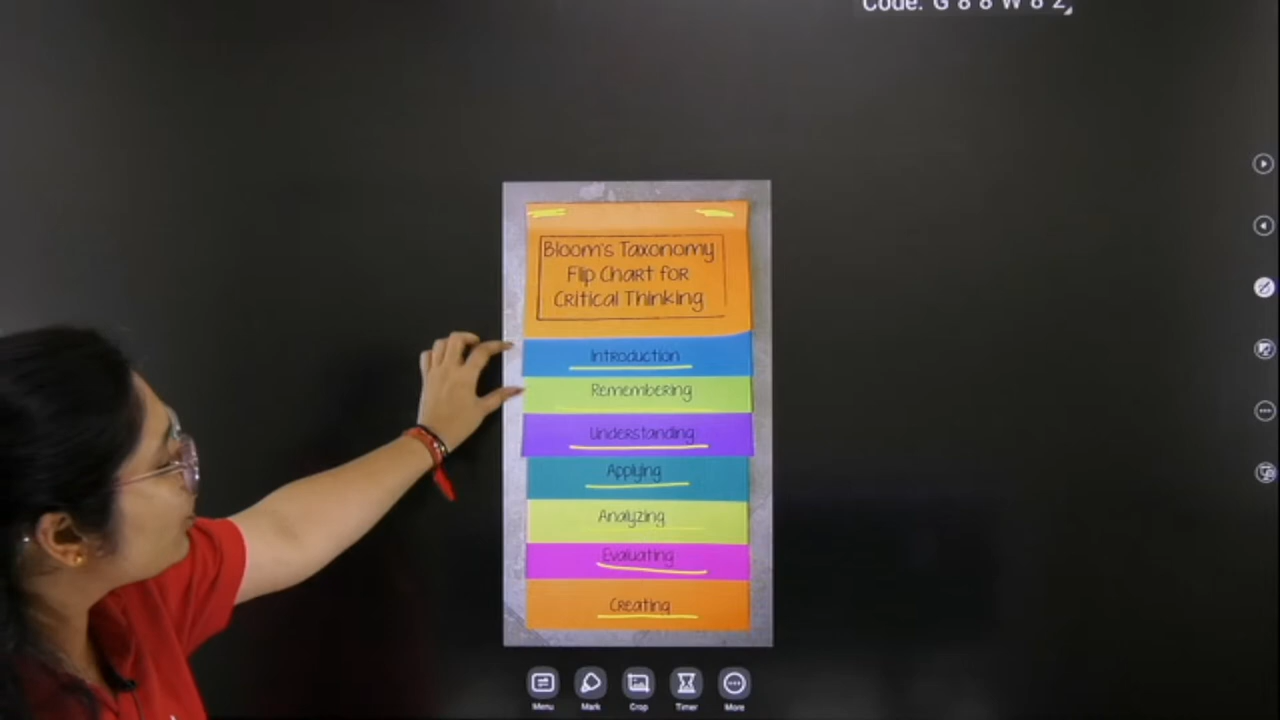 Code: G 8 8 W 8 2
Bloom's Taxonomy
Flip Chart for
Critical Thinking
Introduction
Remembering
Understanding
Applying
Analyzing
Evaluating
Creating
Menu
Mark
Crop
Timer
More